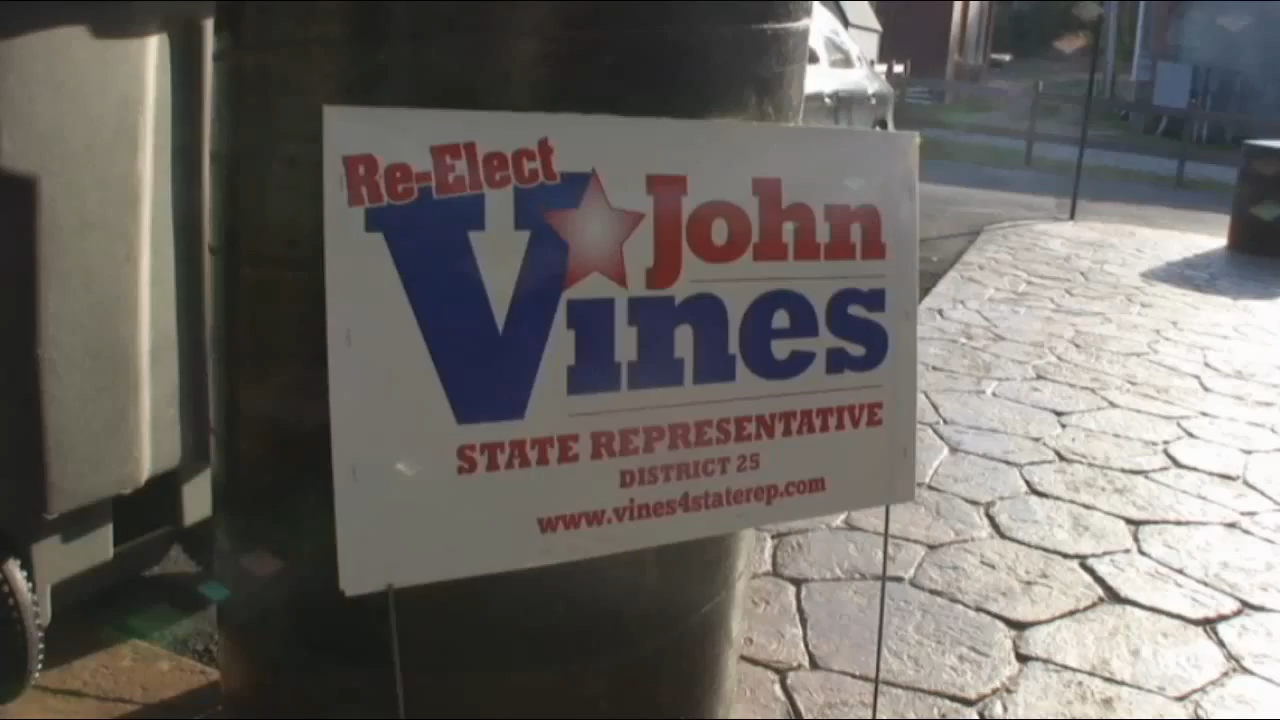 Re-Elect
John
Vines
STATE REPRESENTATIVE
DISTRICT 25
www.vines4staterep.com